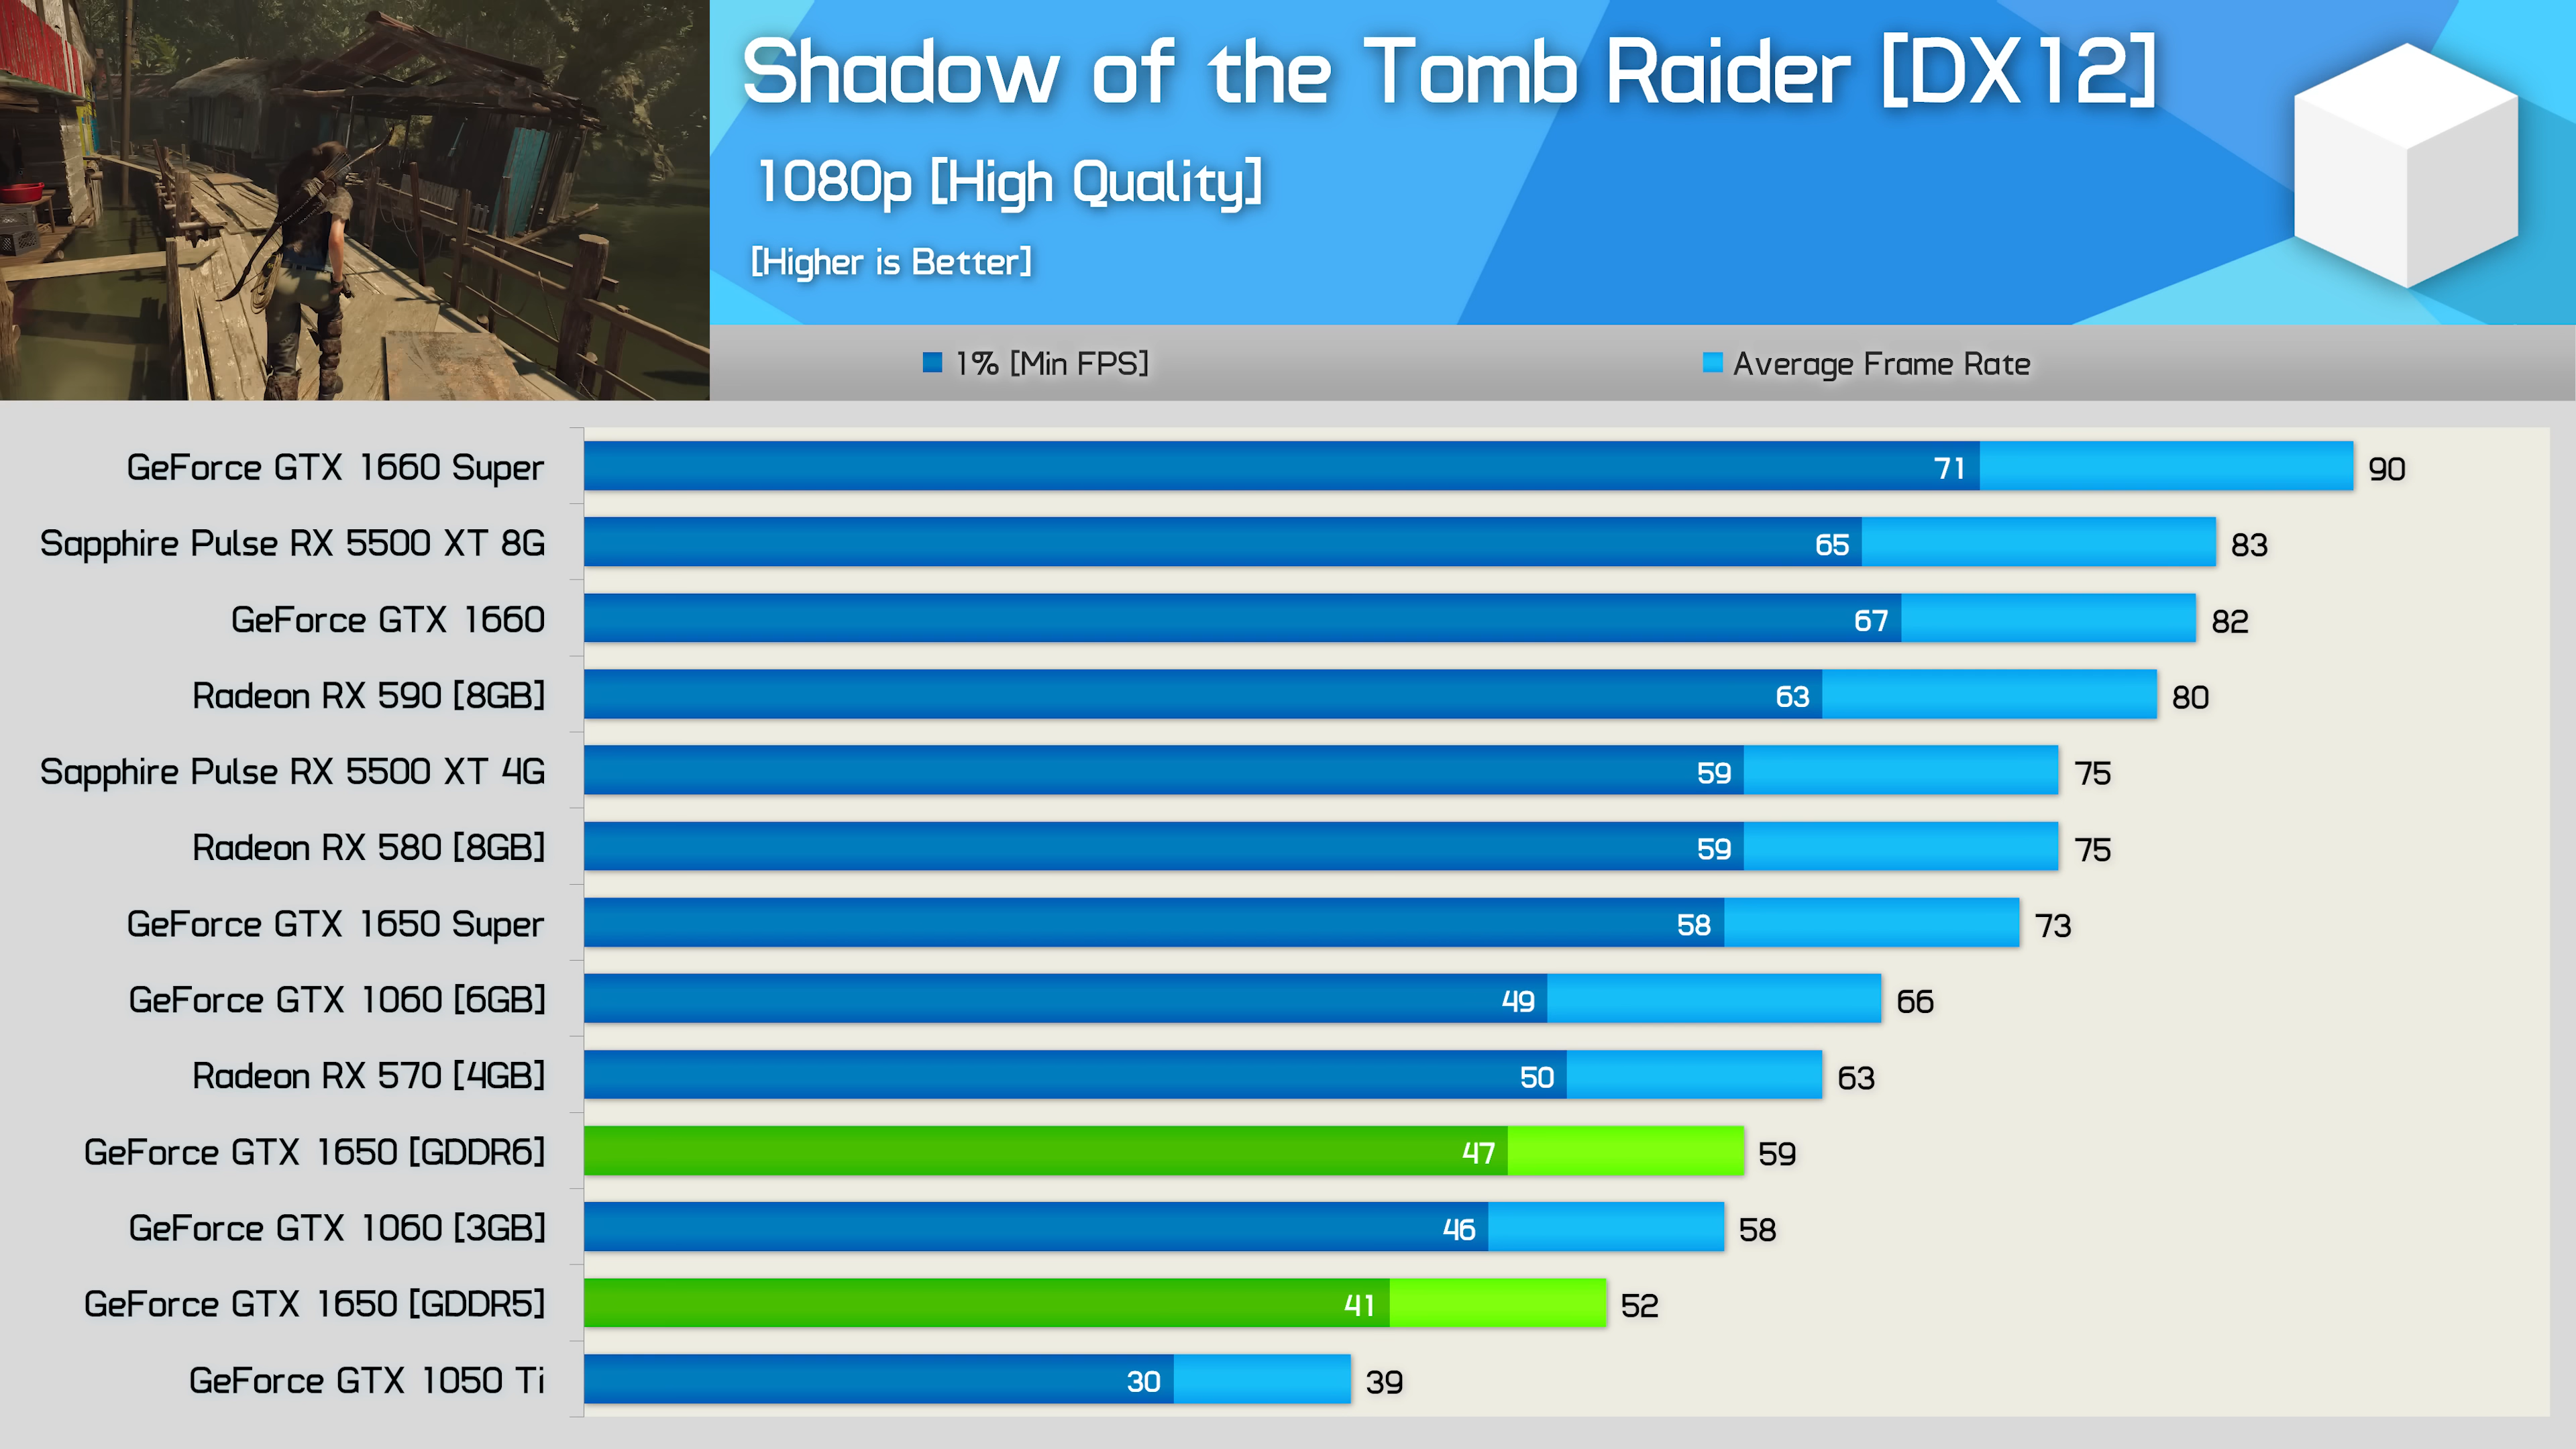 Shadow of the Tomb Raider [DX12]
1080p [High Quality]
[Higher is Better]
1% [Min FPS] Average Frame Rate
GeForce GTX 1660 Super 71 90
Sapphire Pulse RX 5500 XT 8G 65 83
GeForce GTX 1660 67 82
Radeon RX 590 [8GB] 63 80
Sapphire Pulse RX 5500 XT 4G 59 75
Radeon RX 580 [8GB] 59 75
GeForce GTX 1650 Super 58 73
GeForce GTX 1060 [6GB] 49 66
Radeon RX 570 [4GB] 50 63
GeForce GTX 1650 [GDDR6] 47 59
GeForce GTX 1060 [3GB] 46 58
GeForce GTX 1650 [GDDR5] 41 52
GeForce GTX 1050 Ti 30 39